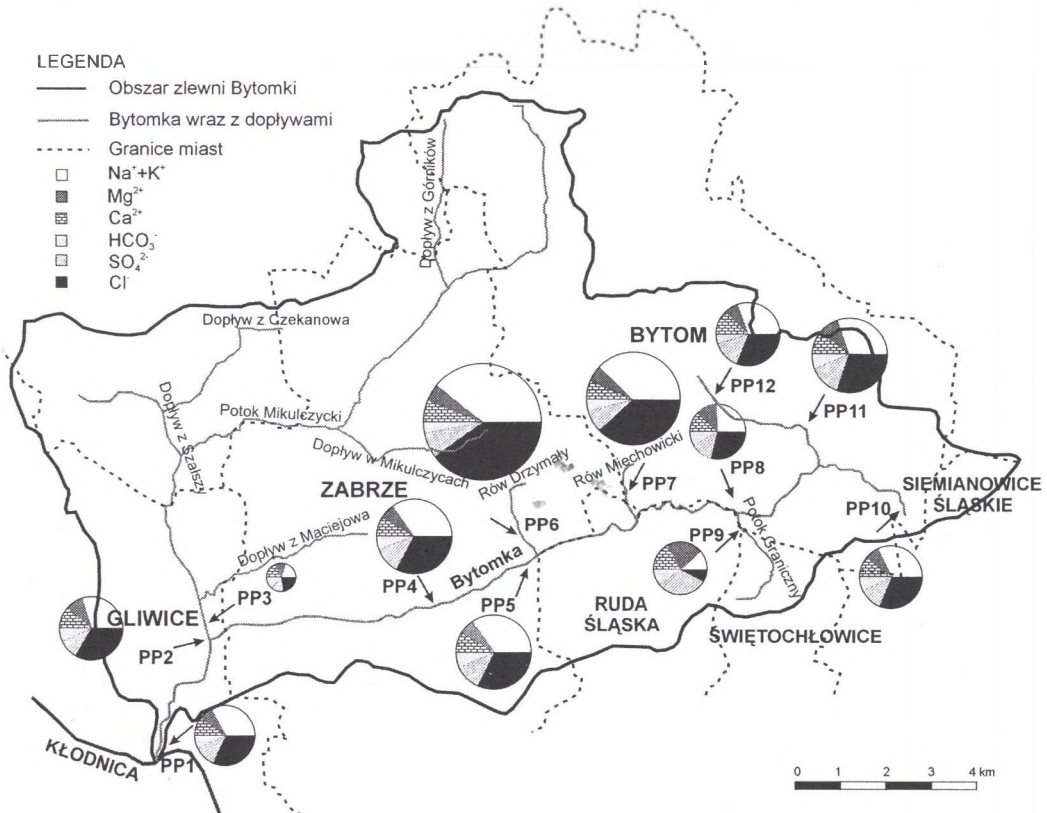 LEGENDA
Obszar zlewni Bytomki
Bytomka wraz z dopływami
Granice miast
Na⁺+K⁺
Mg²⁺
Ca²⁺
HCO₃⁻
SO₄²⁻
Cl⁻
Dopływ z Górników
Dopływ z Czekanowa
BYTOM
PP12
PP11
Potok Mikulczycki
Dopływ z Szałszy
Dopływ w Mikulczycach
Rów Drzymały
Rów Miechowicki
PP8
PP7
SIEMIANOWICE
ŚLĄSKIE
ZABRZE
PP10
PP6
Potok Graniczny
PP9
Dopływ z Maciejowa
Bytomka
PP4
PP3
PP5
GLIWICE
RUDA
ŚLĄSKA
ŚWIĘTOCHŁOWICE
PP2
KŁODNICA
PP1
0 1 2 3 4 km